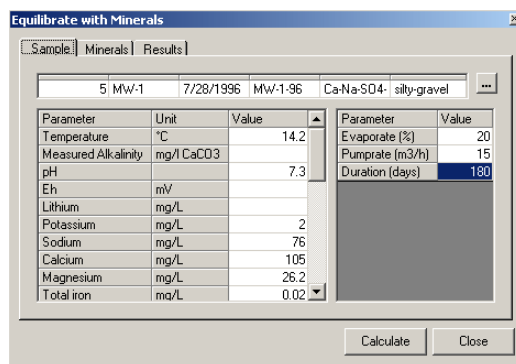 Equilibrate with Minerals
Sample Minerals Results
5 MW-1 7/28/1996 MW-1-96 Ca-Na-SO4- silty-gravel ...
Parameter Unit Value Parameter Value
Temperature °C 14.2 Evaporate (%) 20
Measured Alkalinity mg/l CaCO3 Pumprate (m3/h) 15
pH 7.3 Duration (days) 180
Eh mV
Lithium mg/L
Potassium mg/L 2
Sodium mg/L 76
Calcium mg/L 105
Magnesium mg/L 26.2
Total iron mg/L 0.02
Calculate Close